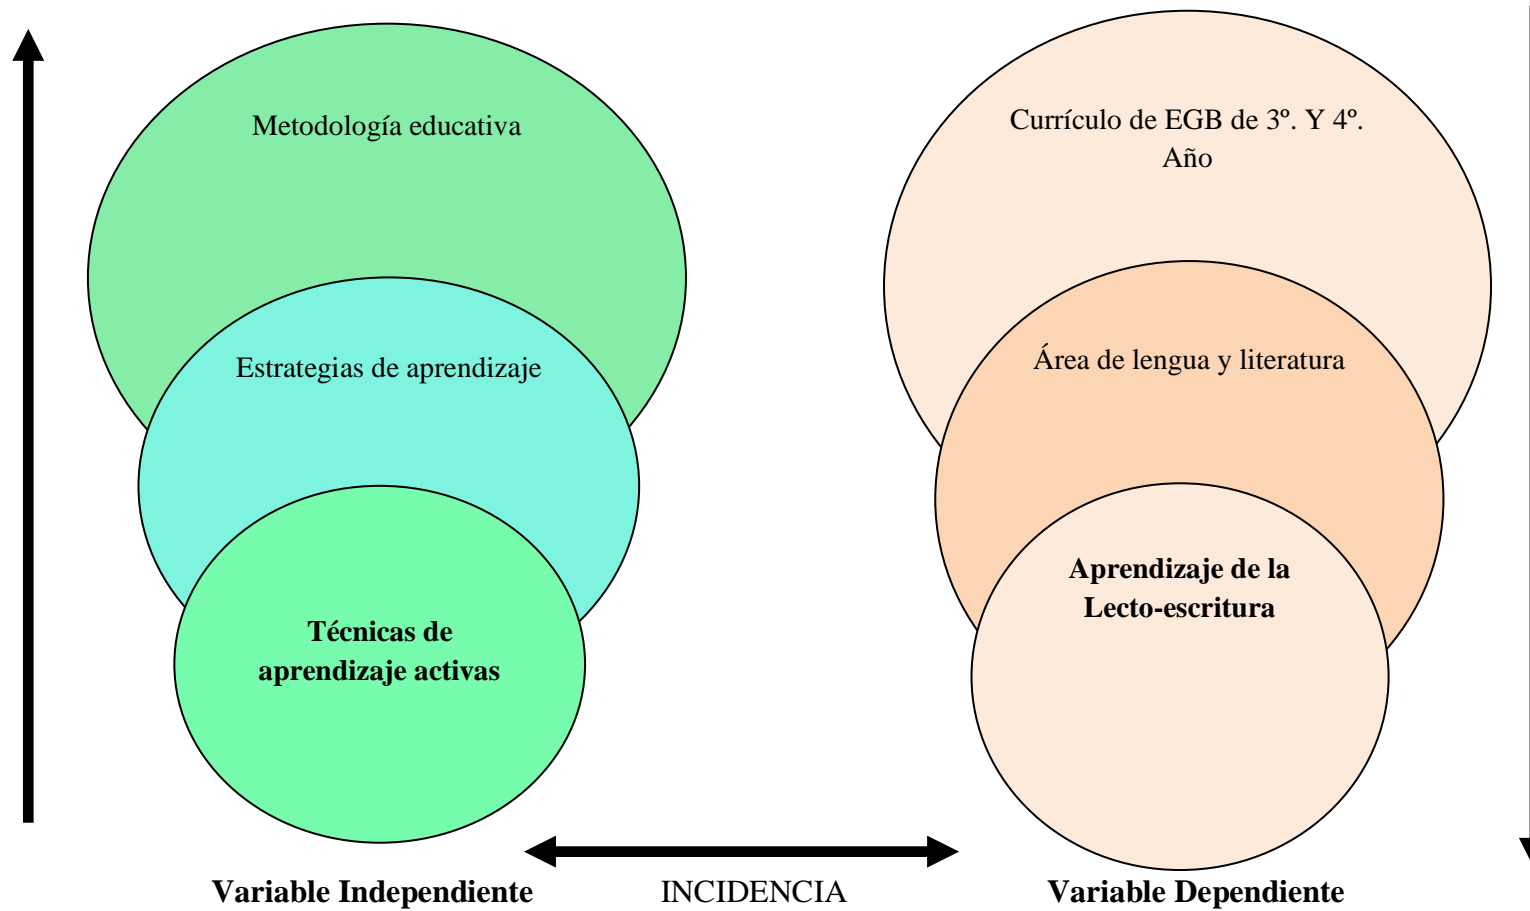 Metodología educativa
Estrategias de aprendizaje
Técnicas de
aprendizaje activas
Variable Independiente
INCIDENCIA
Currículo de EGB de 3º. Y 4º.
Año
Área de lengua y literatura
Aprendizaje de la
Lecto-escritura
Variable Dependiente